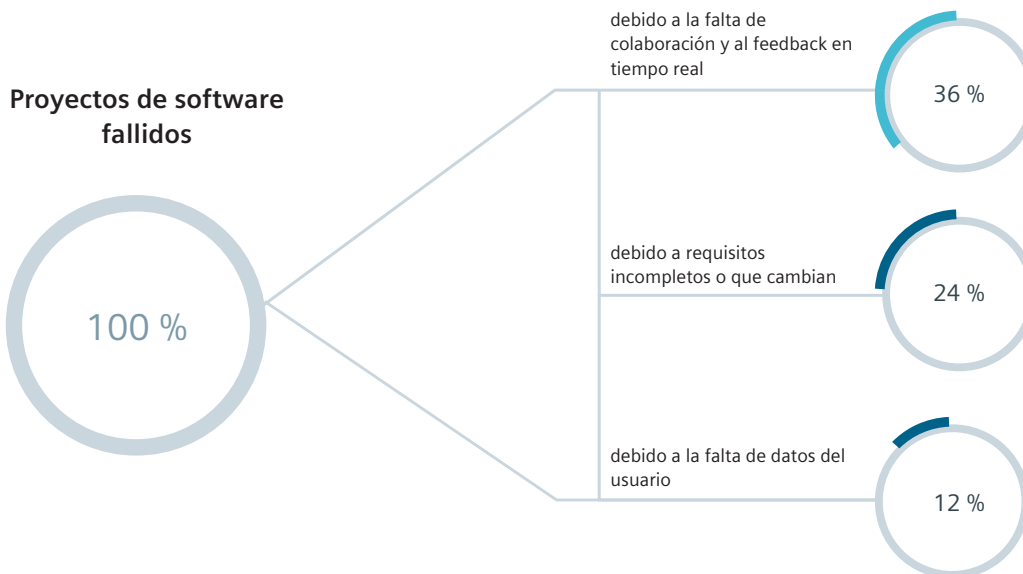 Proyectos de software
fallidos
100 %
debido a la falta de
colaboración y al feedback en
tiempo real
36 %
debido a requisitos
incompletos o que cambian
24 %
debido a la falta de datos del
usuario
12 %